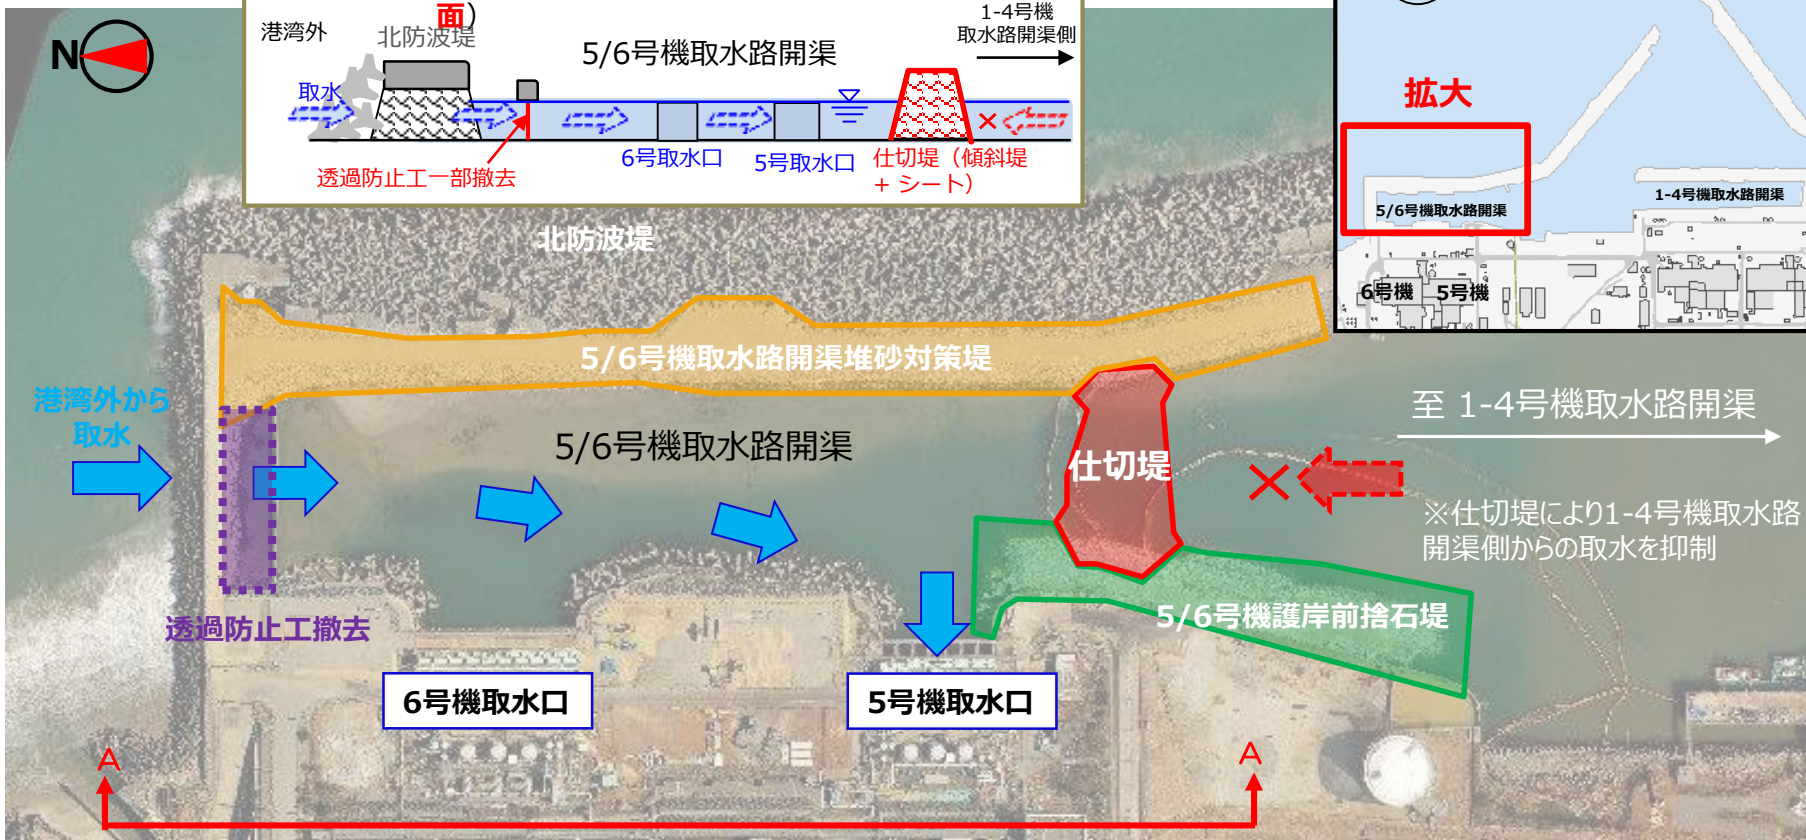 面)
N
港湾外
北防波堤
5/6号機取水路開渠
1-4号機
取水路開渠側
取水
6号取水口
5号取水口
仕切堤（傾斜堤
+ シート）
透過防止工一部撤去
拡大
5/6号機取水路開渠
1-4号機取水路開渠
6号機
5号機
北防波堤
5/6号機取水路開渠堆砂対策堤
港湾外から
取水
5/6号機取水路開渠
仕切堤
至 1-4号機取水路開渠
※仕切堤により1-4号機取水路
開渠側からの取水を抑制
透過防止工撤去
5/6号機護岸前捨石堤
6号機取水口
5号機取水口
A
A